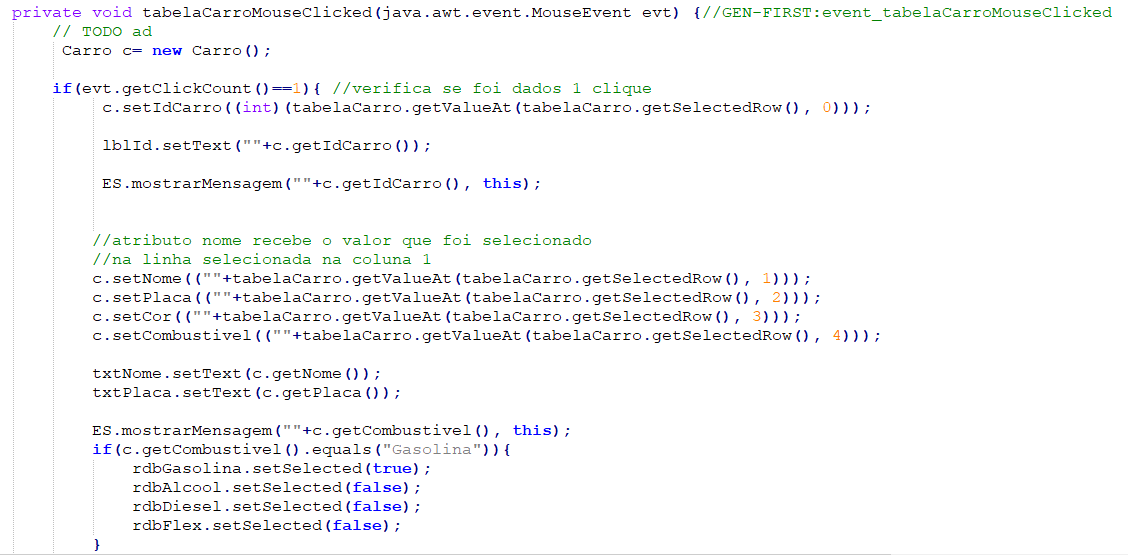 private void tabelaCarroMouseClicked(java.awt.event.MouseEvent evt) {//GEN-FIRST:event_tabelaCarroMouseClicked
// TODO ad
Carro c= new Carro();
if(evt.getClickCount()==1){ //verifica se foi dados 1 clique
c.setIdCarro((int)(tabelaCarro.getValueAt(tabelaCarro.getSelectedRow(), 0)));
lblId.setText(""+c.getIdCarro());
ES.mostrarMensagem(""+c.getIdCarro(), this);
//atributo nome recebe o valor que foi selecionado
//na linha selecionada na coluna 1
c.setNome((""+tabelaCarro.getValueAt(tabelaCarro.getSelectedRow(), 1)));
c.setPlaca((""+tabelaCarro.getValueAt(tabelaCarro.getSelectedRow(), 2)));
c.setCor((""+tabelaCarro.getValueAt(tabelaCarro.getSelectedRow(), 3)));
c.setCombustivel((""+tabelaCarro.getValueAt(tabelaCarro.getSelectedRow(), 4)));
txtNome.setText(c.getNome());
txtPlaca.setText(c.getPlaca());
ES.mostrarMensagem(""+c.getCombustivel(), this);
if(c.getCombustivel().equals("Gasolina")){
rdbGasolina.setSelected(true);
rdbAlcool.setSelected(false);
rdbDiesel.setSelected(false);
rdbFlex.setSelected(false);
}